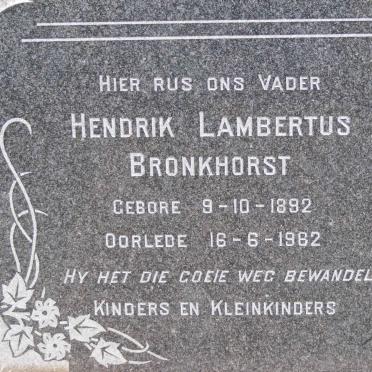 HIER RUS ONS VADER
HENDRIK LAMBERTUS
BRONKHORST
GEBORE 9-10-1892
OORLEDE 16-6-1962
HY HET DIE GOEIE WEG BEWANDEL
KINDERS EN KLEINKINDERS